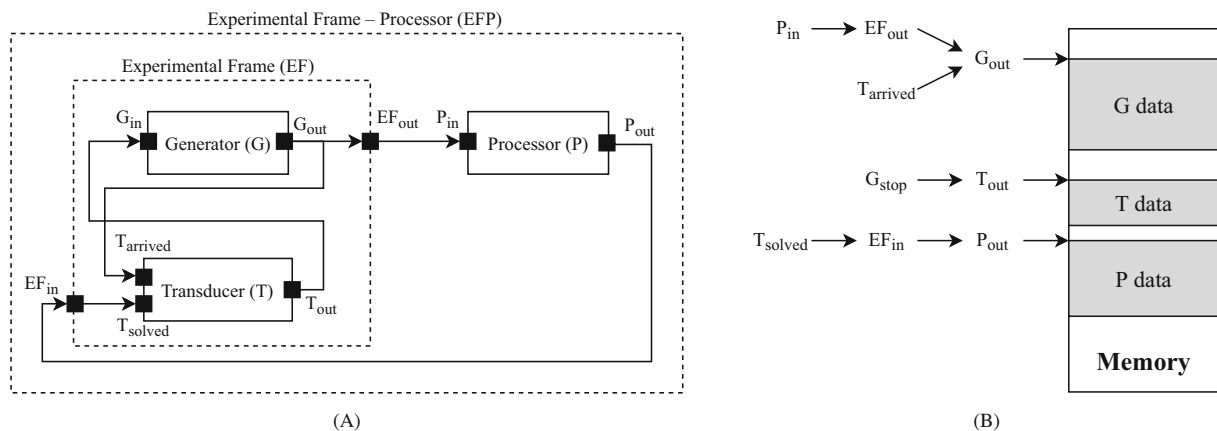 Experimental Frame – Processor (EFP)
Experimental Frame (EF)
G_in
Generator (G)
G_out
EF_out
P_in
Processor (P)
P_out
T_arrived
EF_in
Transducer (T)
T_solved
T_out
(A)
P_in
EF_out
G_out
T_arrived
G data
G_stop
T_out
T data
T_solved
EF_in
P_out
P data
Memory
(B)